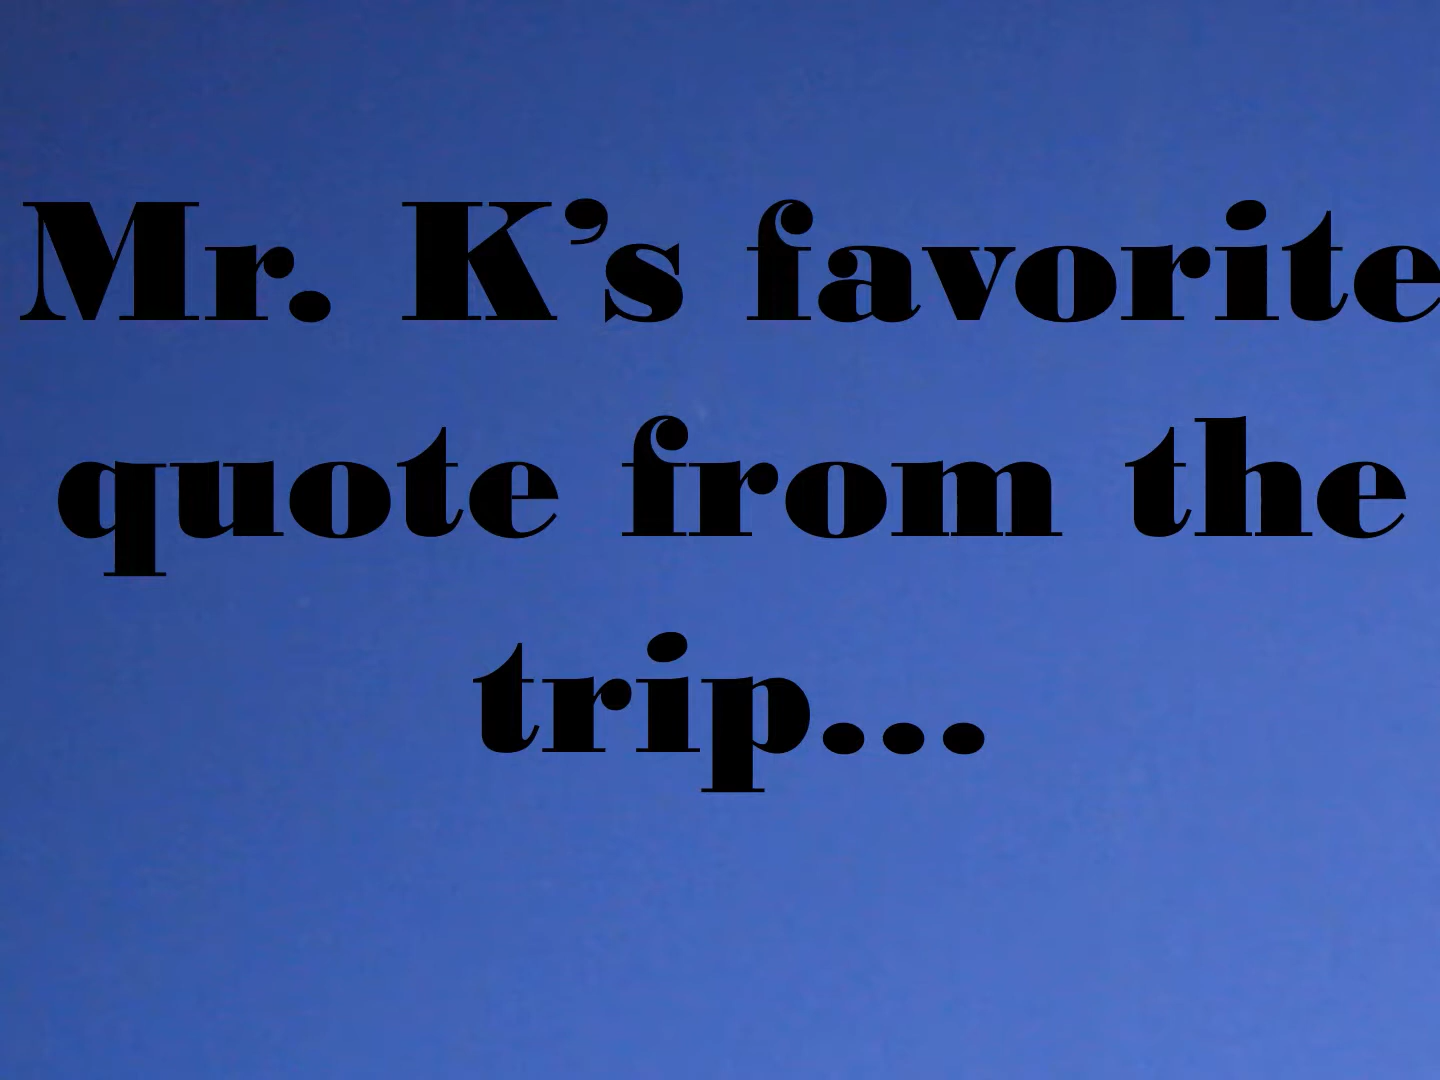 Mr. K’s favorite
quote from the
trip...